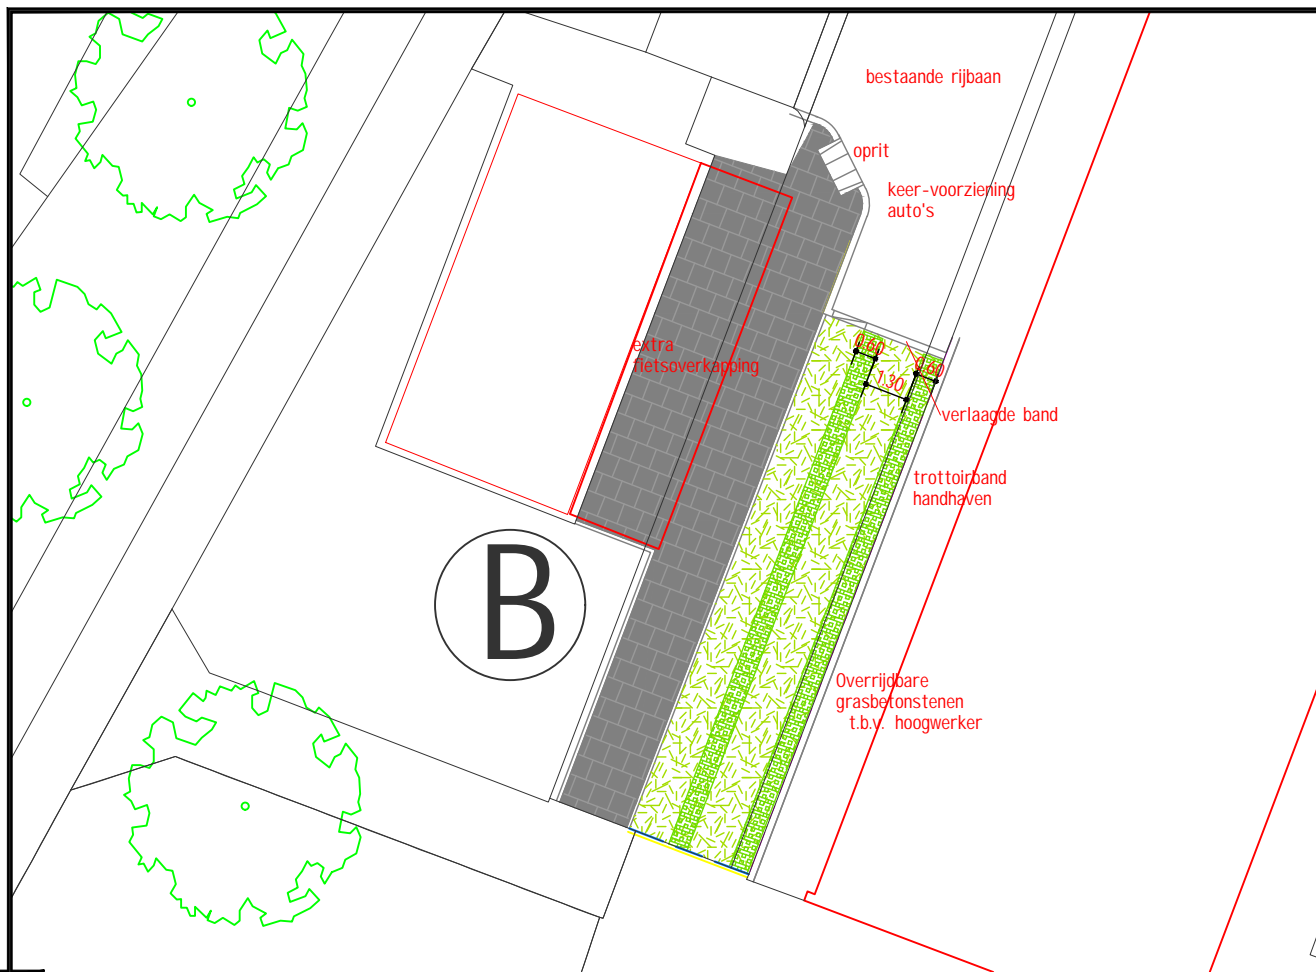 bestaande rijbaan
oprit
keer-voorziening
auto's
extra
fietsoverkapping
0.60
0.60
1.30
verlaagde band
trottoirband
handhaven
B
Overrijdbare
grasbetonstenen
t.b.v. hoogwerker